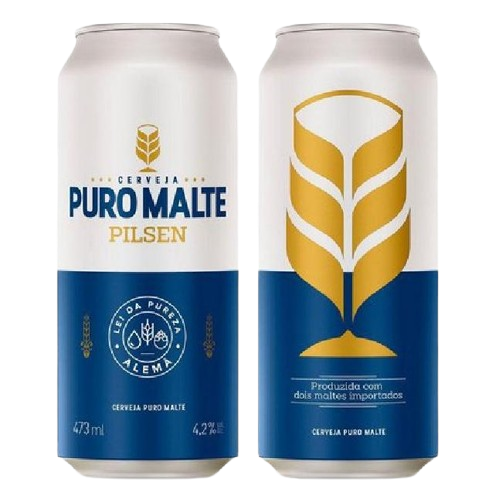 CERVEJA
PURO MALTE
PILSEN
LEI DA PUREZA
ALEMÃ
CERVEJA PURO MALTE
473 ml
4,2%
Produzida com
dois maltes importados
CERVEJA PURO MALTE